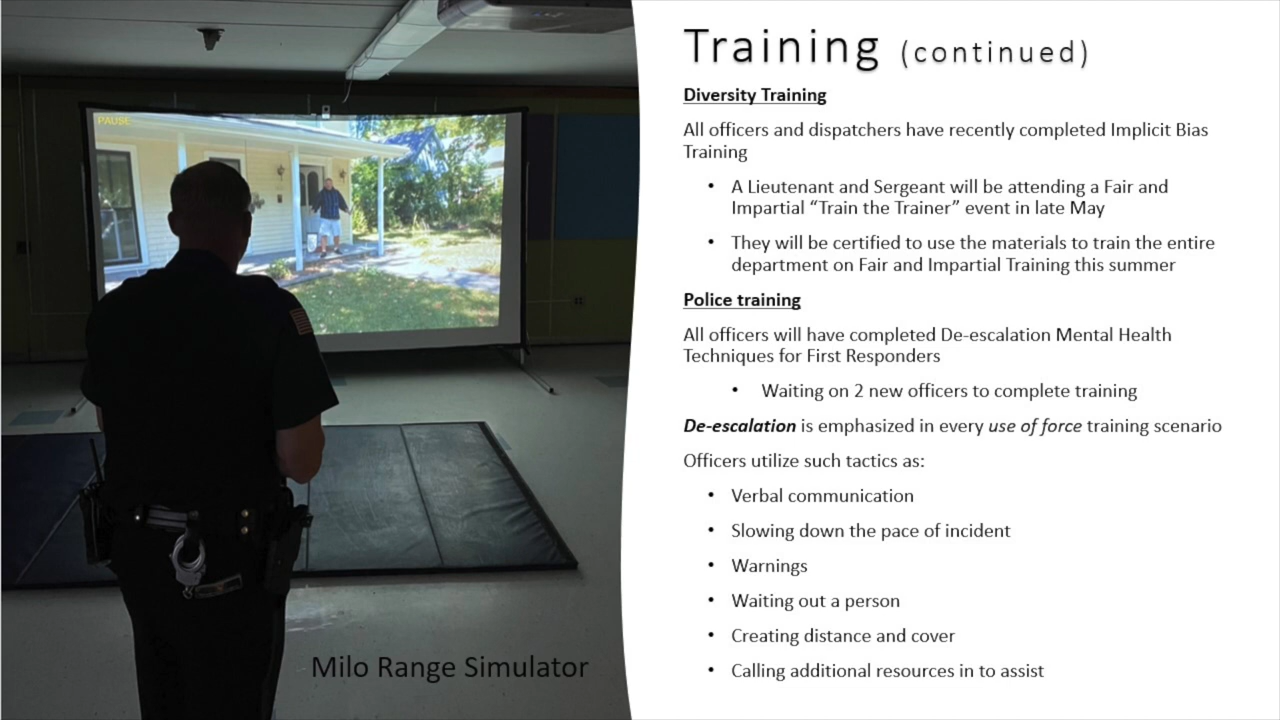 PAUSE
Milo Range Simulator
Training (continued)
Diversity Training
All officers and dispatchers have recently completed Implicit Bias
Training
• A Lieutenant and Sergeant will be attending a Fair and
Impartial “Train the Trainer” event in late May
• They will be certified to use the materials to train the entire
department on Fair and Impartial Training this summer
Police training
All officers will have completed De-escalation Mental Health
Techniques for First Responders
• Waiting on 2 new officers to complete training
De-escalation is emphasized in every use of force training scenario
Officers utilize such tactics as:
• Verbal communication
• Slowing down the pace of incident
• Warnings
• Waiting out a person
• Creating distance and cover
• Calling additional resources in to assist